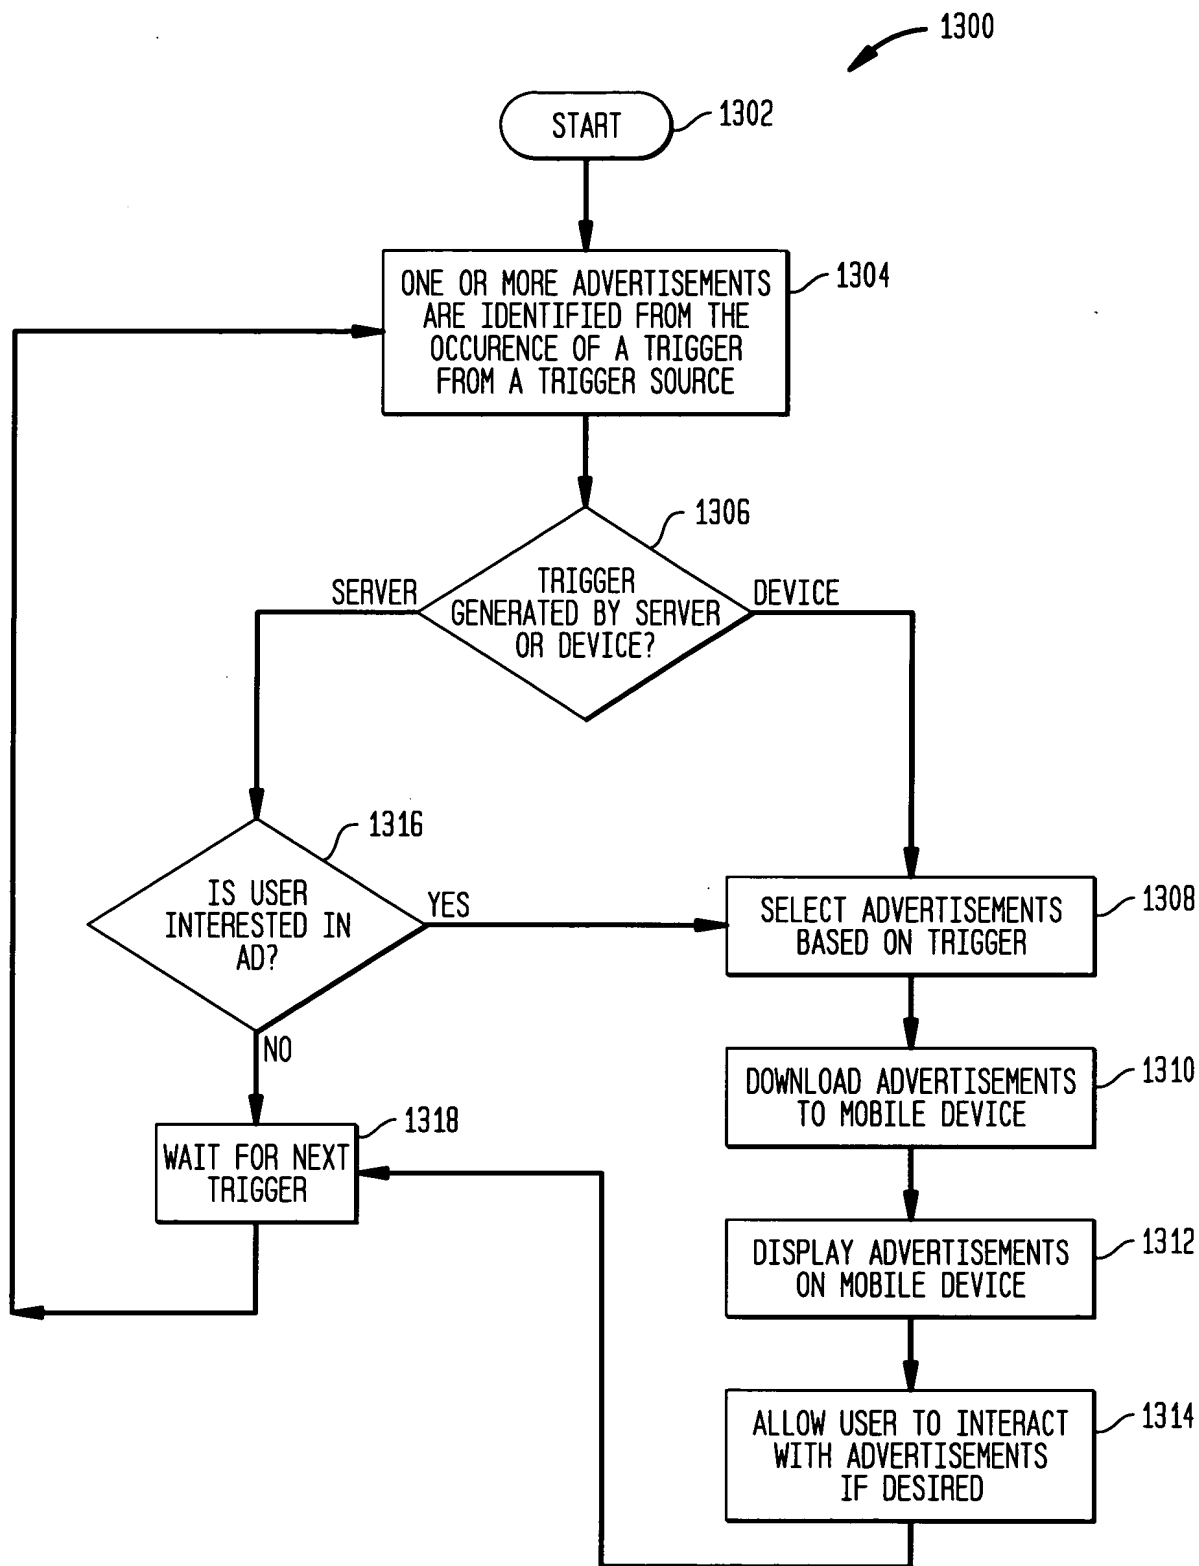 1300
START
1302
ONE OR MORE ADVERTISEMENTS
ARE IDENTIFIED FROM THE
OCCURENCE OF A TRIGGER
FROM A TRIGGER SOURCE
1304
1306
TRIGGER
GENERATED BY SERVER
OR DEVICE?
SERVER
DEVICE
1316
IS USER
INTERESTED IN
AD?
YES
NO
SELECT ADVERTISEMENTS
BASED ON TRIGGER
1308
DOWNLOAD ADVERTISEMENTS
TO MOBILE DEVICE
1310
WAIT FOR NEXT
TRIGGER
1318
DISPLAY ADVERTISEMENTS
ON MOBILE DEVICE
1312
ALLOW USER TO INTERACT
WITH ADVERTISEMENTS
IF DESIRED
1314